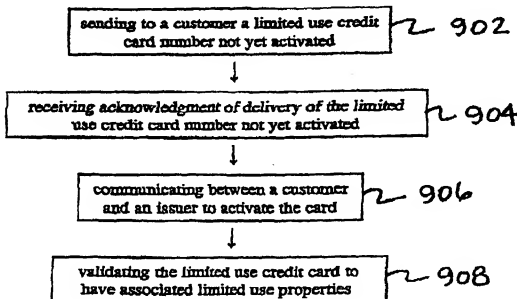 sending to a customer a limited use credit
card number not yet activated
902
receiving acknowledgment of delivery of the limited
use credit card number not yet activated
904
communicating between a customer
and an issuer to activate the card
906
validating the limited use credit card to
have associated limited use properties
908